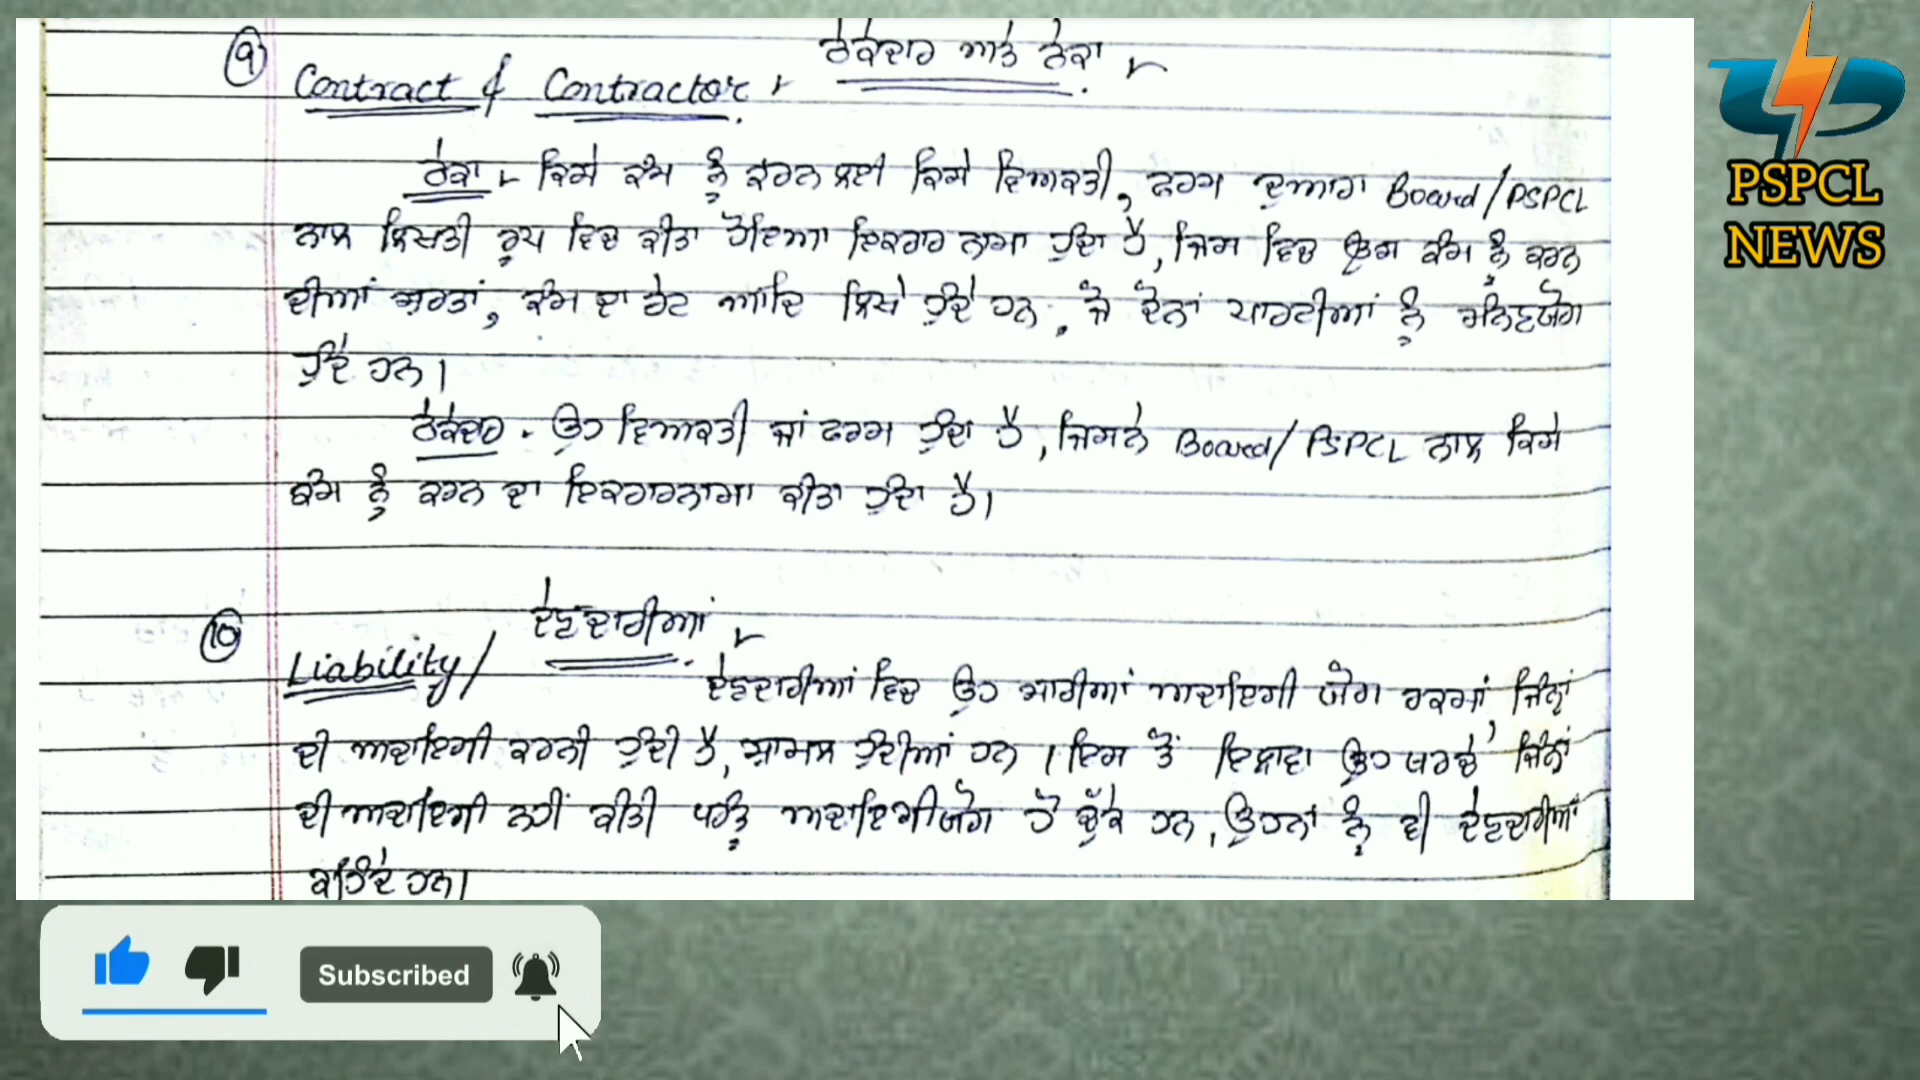 ਠੇਕੇਦਾਰ ਅਤੇ ਠੇਕਾ
9 Contract & Contractor
ਠੇਕਾ - ਕਿਸੇ ਕੰਮ ਨੂੰ ਕਰਨ ਲਈ ਕਿਸੇ ਵਿਅਕਤੀ, ਫਰਮ ਦੁਆਰਾ Board/PSPCL
ਨਾਲ ਲਿਖਤੀ ਰੂਪ ਵਿਚ ਕੀਤਾ ਹੋਇਆ ਇਕਰਾਰ ਨਾਮਾ ਹੁੰਦਾ ਹੈ, ਜਿਸ ਵਿਚ ਉਸ ਕੰਮ ਨੂੰ ਕਰਨ
ਦੀਆਂ ਸ਼ਰਤਾਂ, ਕੰਮ ਦਾ ਰੇਟ ਆਦਿ ਲਿਖੇ ਹੁੰਦੇ ਹਨ, ਜੋ ਦੋਨਾਂ ਪਾਰਟੀਆਂ ਨੂੰ ਮੰਨਣਯੋਗ
ਹੁੰਦੇ ਹਨ।
ਠੇਕੇਦਾਰ - ਉਹ ਵਿਅਕਤੀ ਜਾਂ ਫਰਮ ਹੁੰਦਾ ਹੈ, ਜਿਸਨੇ Board/PSPCL ਨਾਲ ਕਿਸੇ
ਕੰਮ ਨੂੰ ਕਰਨ ਦਾ ਇਕਰਾਰਨਾਮਾ ਕੀਤਾ ਹੁੰਦਾ ਹੈ।
10 Liability/ ਦੇਣਦਾਰੀਆਂ
ਦੇਣਦਾਰੀਆਂ ਵਿਚ ਉਹ ਸਾਰੀਆਂ ਅਦਾਇਗੀ ਯੋਗ ਰਕਮਾਂ, ਜਿੰਨਾਂ
ਦੀ ਅਦਾਇਗੀ ਕਰਨੀ ਹੁੰਦੀ ਹੈ, ਸ਼ਾਮਲ ਹੁੰਦੀਆਂ ਹਨ। ਇਸ ਤੋਂ ਇਲਾਵਾ ਉਹ ਖਰਚੇ ਜਿੰਨਾਂ
ਦੀ ਅਦਾਇਗੀ ਨਹੀਂ ਕੀਤੀ ਪਰੰਤੂ ਅਦਾਇਗੀਯੋਗ ਹੋ ਚੁੱਕੇ ਹਨ, ਉਹਨਾਂ ਨੂੰ ਵੀ ਦੇਣਦਾਰੀਆਂ
ਕਹਿੰਦੇ ਹਨ।
PSPCL
NEWS
Subscribed